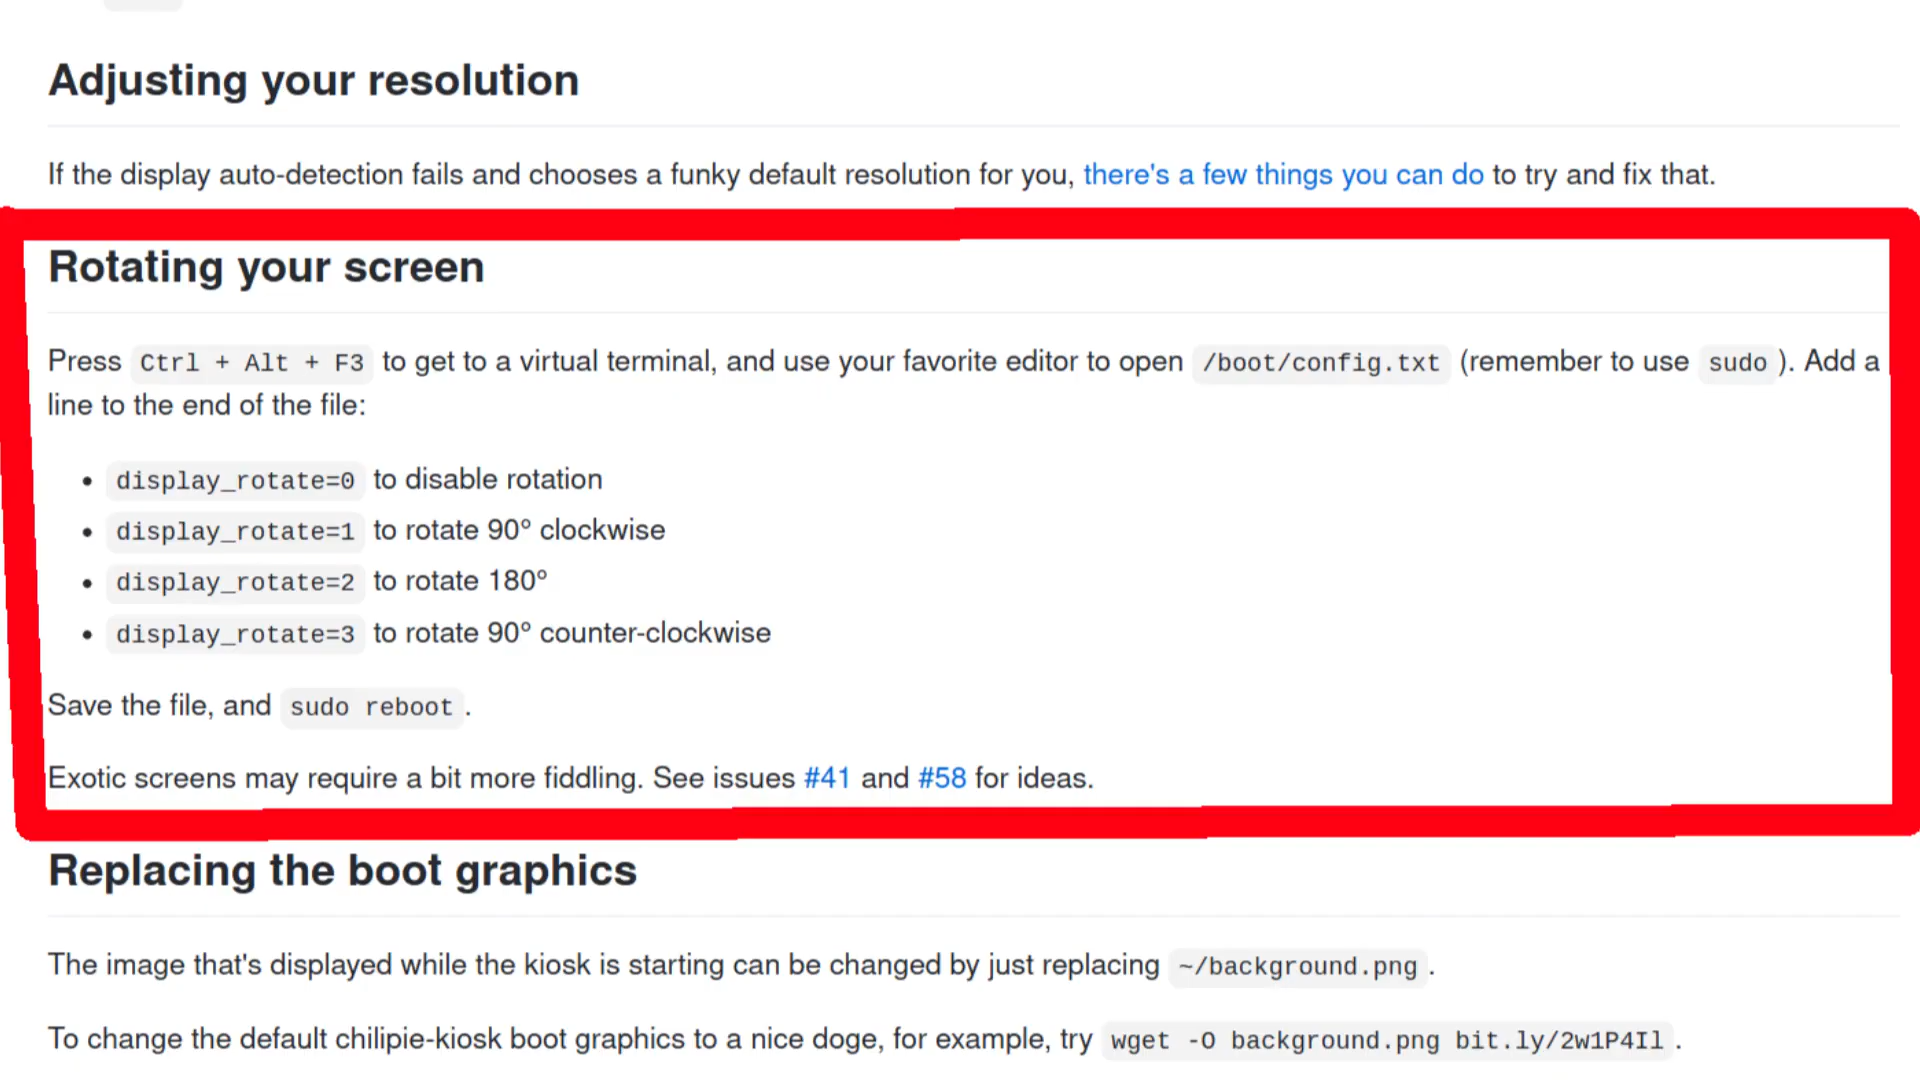 Adjusting your resolution
If the display auto-detection fails and chooses a funky default resolution for you, there's a few things you can do to try and fix that.
Rotating your screen
Press Ctrl + Alt + F3 to get to a virtual terminal, and use your favorite editor to open /boot/config.txt (remember to use sudo ). Add a
line to the end of the file:
• display_rotate=0 to disable rotation
• display_rotate=1 to rotate 90° clockwise
• display_rotate=2 to rotate 180°
• display_rotate=3 to rotate 90° counter-clockwise
Save the file, and sudo reboot .
Exotic screens may require a bit more fiddling. See issues #41 and #58 for ideas.
Replacing the boot graphics
The image that's displayed while the kiosk is starting can be changed by just replacing ~/background.png .
To change the default chilipie-kiosk boot graphics to a nice doge, for example, try wget -O background.png bit.ly/2w1P4Il .